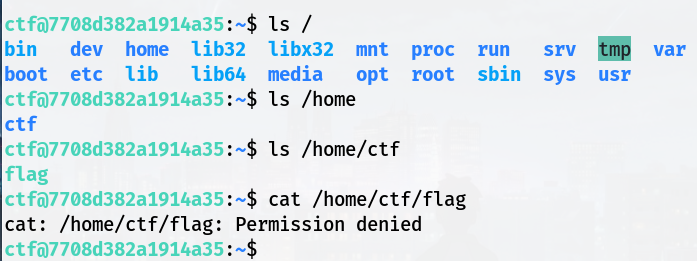 ctf@7708d382a1914a35:~$ ls /
bin dev home lib32 libx32 mnt proc run srv tmp var
boot etc lib lib64 media opt root sbin sys usr
ctf@7708d382a1914a35:~$ ls /home
ctf
ctf@7708d382a1914a35:~$ ls /home/ctf
flag
ctf@7708d382a1914a35:~$ cat /home/ctf/flag
cat: /home/ctf/flag: Permission denied
ctf@7708d382a1914a35:~$